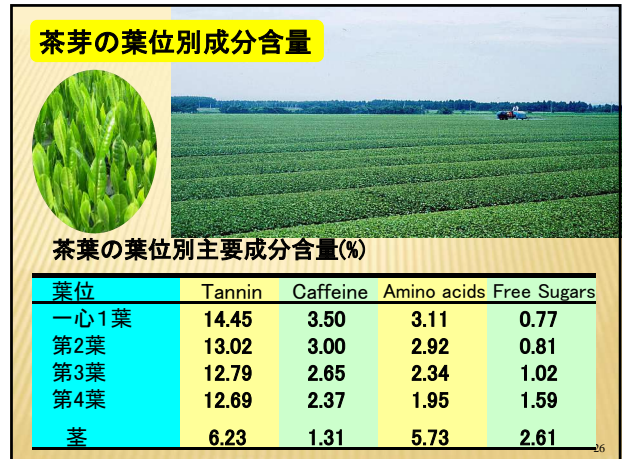 茶芽の葉位別成分含量
茶葉の葉位別主要成分含量(%)
葉位 Tannin Caffeine Amino acids Free Sugars
一心１葉 14.45 3.50 3.11 0.77
第2葉 13.02 3.00 2.92 0.81
第3葉 12.79 2.65 2.34 1.02
第4葉 12.69 2.37 1.95 1.59
茎 6.23 1.31 5.73 2.61
26